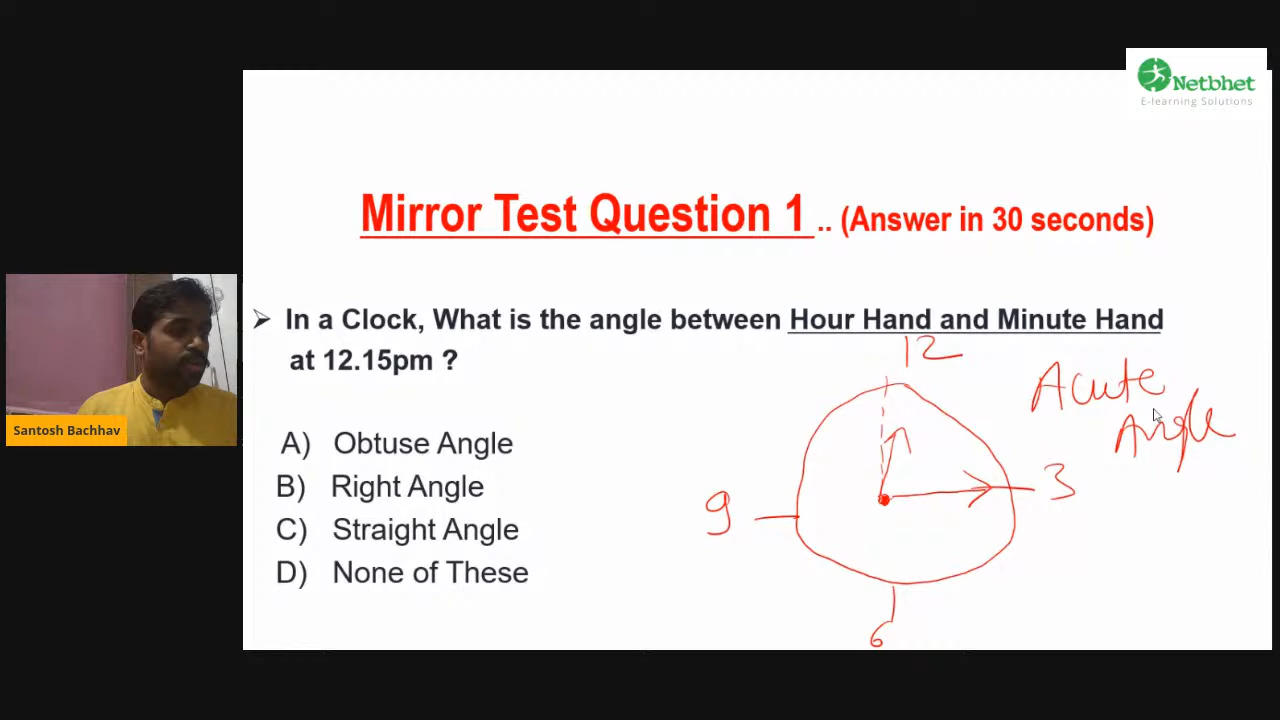 Netbhet
E-learning Solutions
Mirror Test Question 1 .. (Answer in 30 seconds)
➢ In a Clock, What is the angle between Hour Hand and Minute Hand
at 12.15pm ?
12
Acute
Angle
Santosh Bachhav
A) Obtuse Angle
B) Right Angle
3
9
C) Straight Angle
D) None of These
6